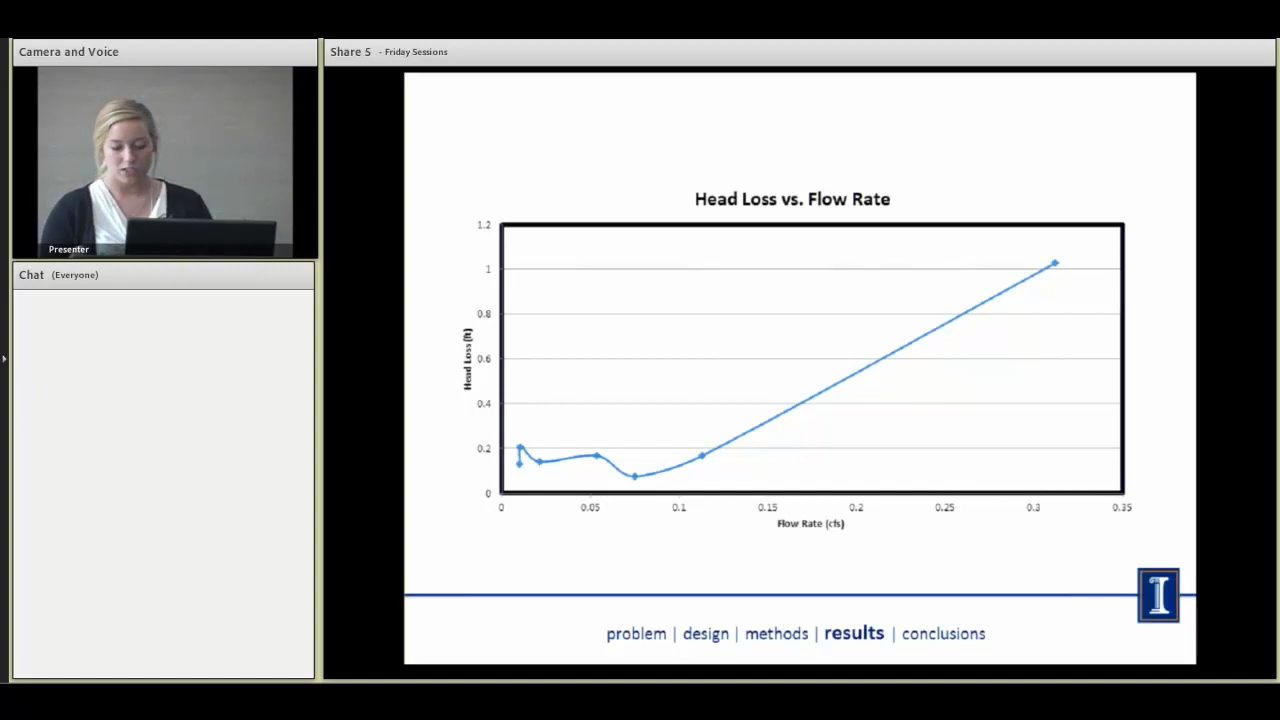 Camera and Voice
Share 5 - Friday Sessions
Presenter
Chat (Everyone)
Head Loss vs. Flow Rate
1.2
1
0.8
0.6
0.4
0.2
0
Head Loss (ft)
0 0.05 0.1 0.15 0.2 0.25 0.3 0.35
Flow Rate (cfs)
I
problem | design | methods | results | conclusions